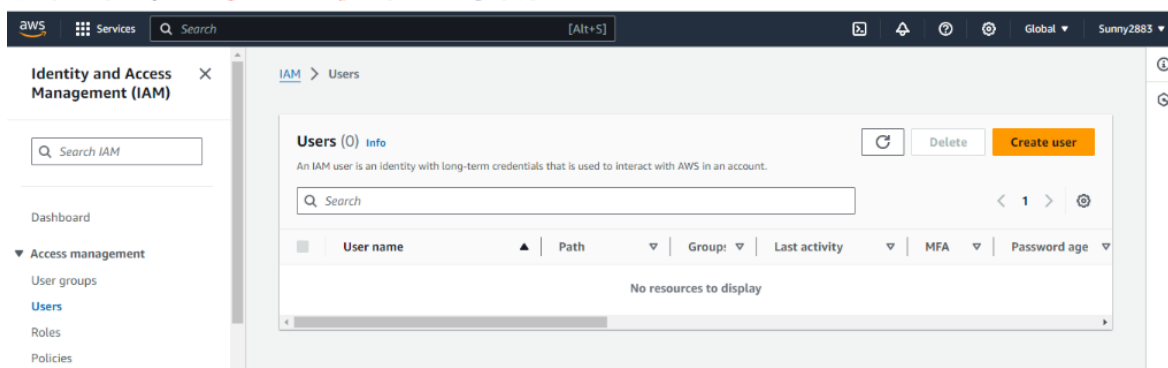 aws Services Search [Alt+S] Global Sunny2883
Identity and Access Management (IAM)
Search IAM
Dashboard
Access management
User groups
Users
Roles
Policies
IAM > Users
Users (0) Info
Delete
Create user
An IAM user is an identity with long-term credentials that is used to interact with AWS in an account.
Search
1
User name Path Group: Last activity MFA Password age
No resources to display